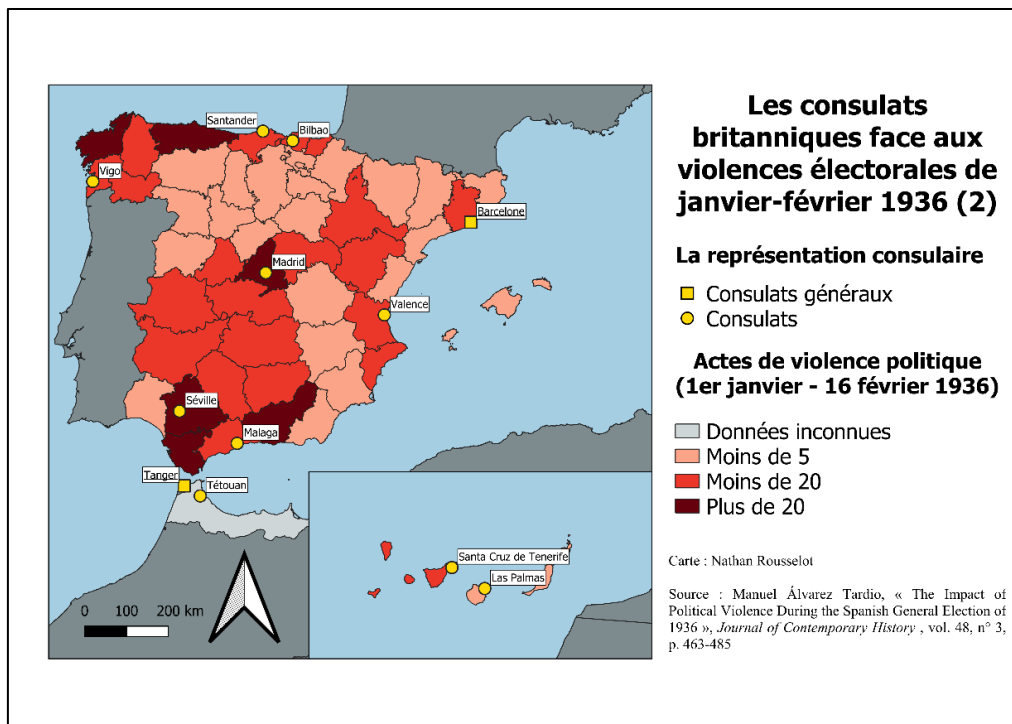 Les consulats
britanniques face aux
violences électorales de
janvier-février 1936 (2)
La représentation consulaire
Consulats généraux
Consulats
Actes de violence politique
(1er janvier - 16 février 1936)
Données inconnues
Moins de 5
Moins de 20
Plus de 20
Carte : Nathan Rousselot
Source : Manuel Álvarez Tardio, « The Impact of
Political Violence During the Spanish General Election of
1936 », Journal of Contemporary History , vol. 48, n° 3,
p. 463-485
Santander
Bilbao
Vigo
Barcelone
Madrid
Valence
Séville
Malaga
Tanger
Tétouan
Santa Cruz de Tenerife
Las Palmas
0 100 200 km